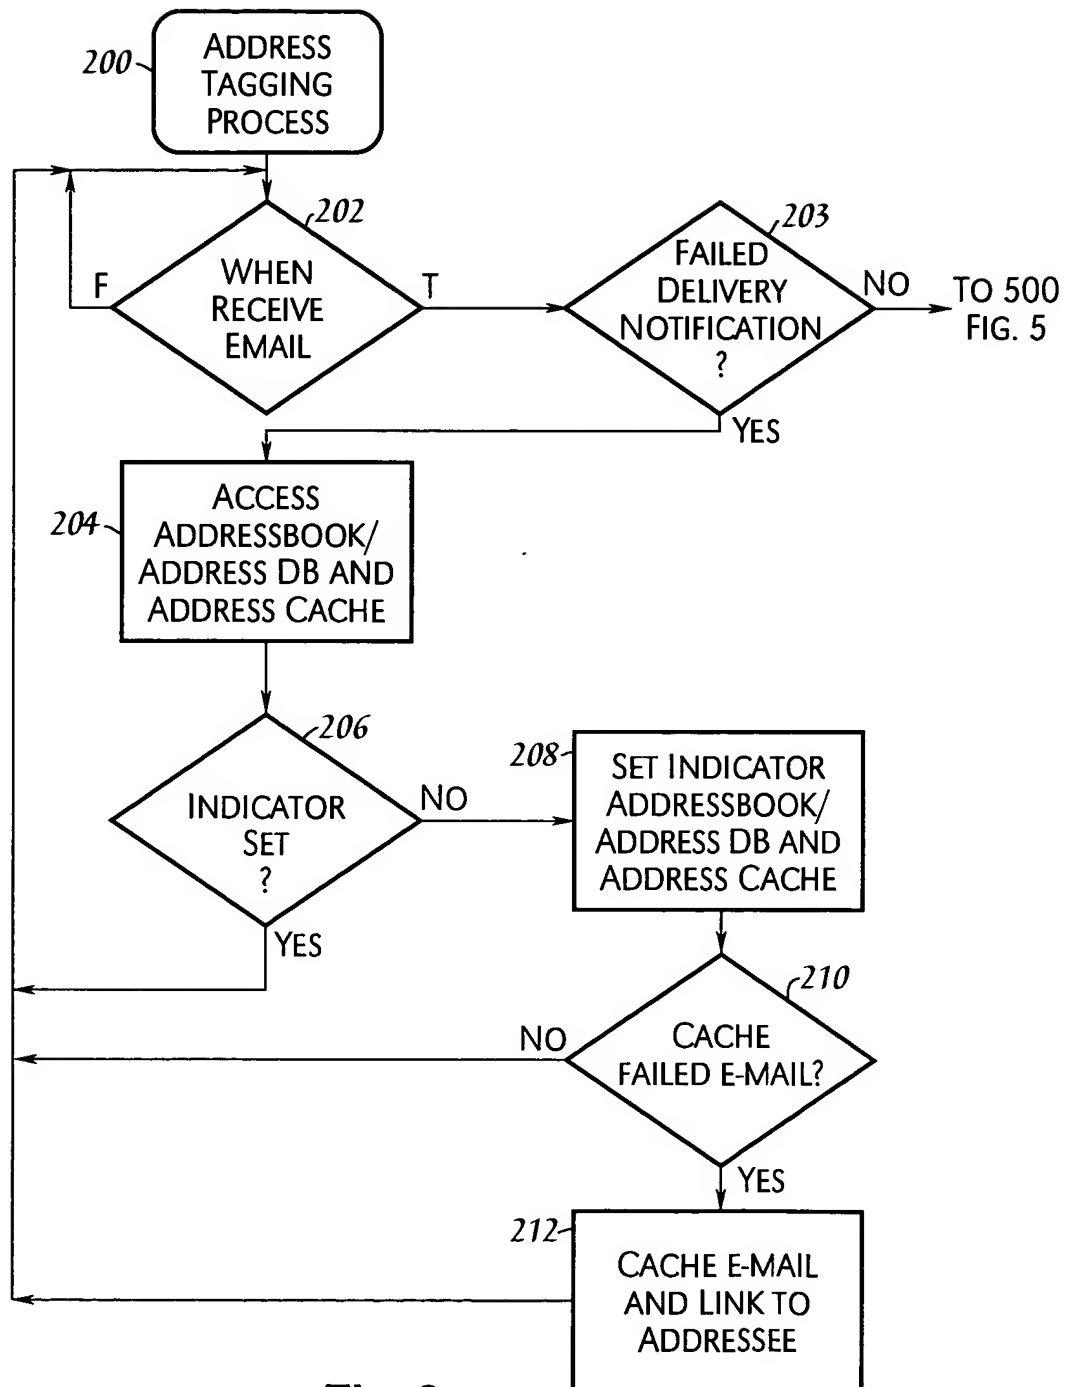 200
ADDRESS
TAGGING
PROCESS
202
WHEN
RECEIVE
EMAIL
F
T
203
FAILED
DELIVERY
NOTIFICATION
?
NO
TO 500
FIG. 5
YES
204
ACCESS
ADDRESSBOOK/
ADDRESS DB AND
ADDRESS CACHE
206
INDICATOR
SET
?
NO
YES
208
SET INDICATOR
ADDRESSBOOK/
ADDRESS DB AND
ADDRESS CACHE
210
CACHE
FAILED E-MAIL?
NO
YES
212
CACHE E-MAIL
AND LINK TO
ADDRESSEE